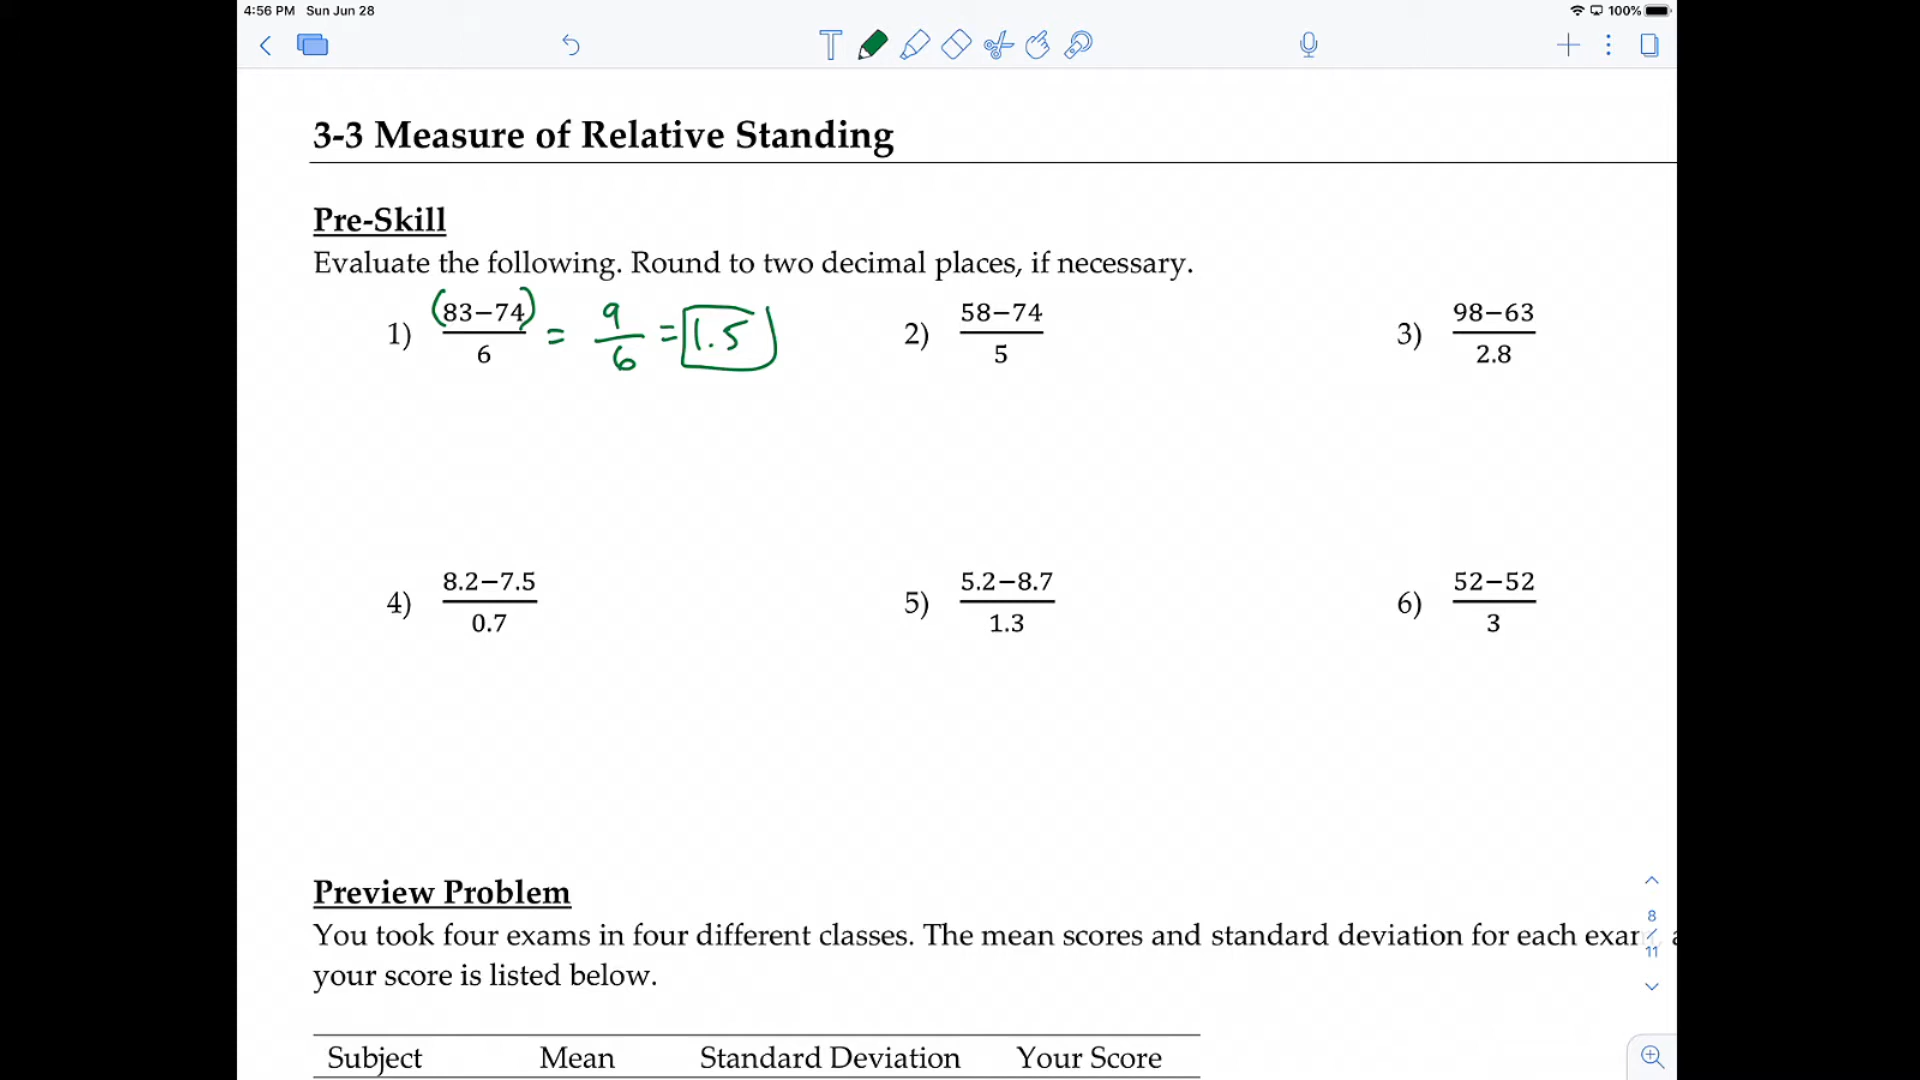 4:56 PM Sun Jun 28
100%
T
3-3 Measure of Relative Standing
Pre-Skill
Evaluate the following. Round to two decimal places, if necessary.
1) (83−74)/6 = 9/6 = 1.5
2) 58−74/5
3) 98−63/2.8
4) 8.2−7.5/0.7
5) 5.2−8.7/1.3
6) 52−52/3
Preview Problem
You took four exams in four different classes. The mean scores and standard deviation for each
your score is listed below.
Subject Mean Standard Deviation Your Score
8 / 11